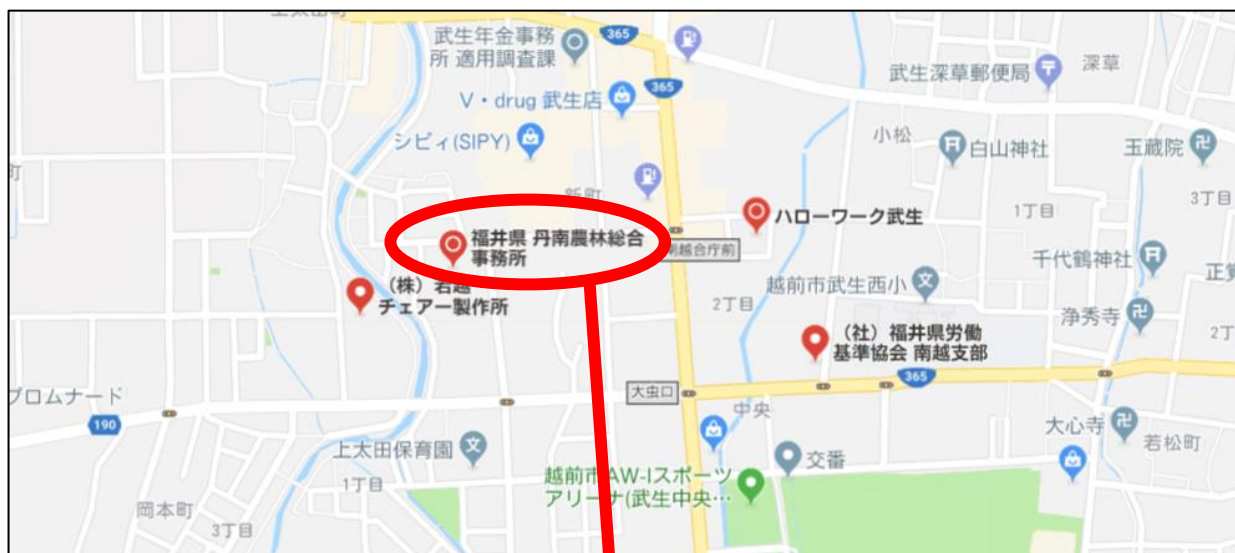 上太田町
武生年金事務
所 適用調査課
365
V・drug 武生店
365
武生深草郵便局
深草
シピィ(SIPY)
小松
白山神社
玉蔵院
町
新町
3丁目
福井県 丹南農林総合
事務所
ハローワーク武生
1丁目
南越合庁前
千代鶴神社
(株) 若越
チェアー製作所
2丁目
越前市武生西小
正覚
浄秀寺
(社) 福井県労働
基準協会 南越支部
2丁
365
プロムナード
大虫口
中央
190
大心寺
若松町
上太田保育園
交番
1丁目
越前市AW-Iスポーツ
アリーナ(武生中央…
岡本町
3丁目